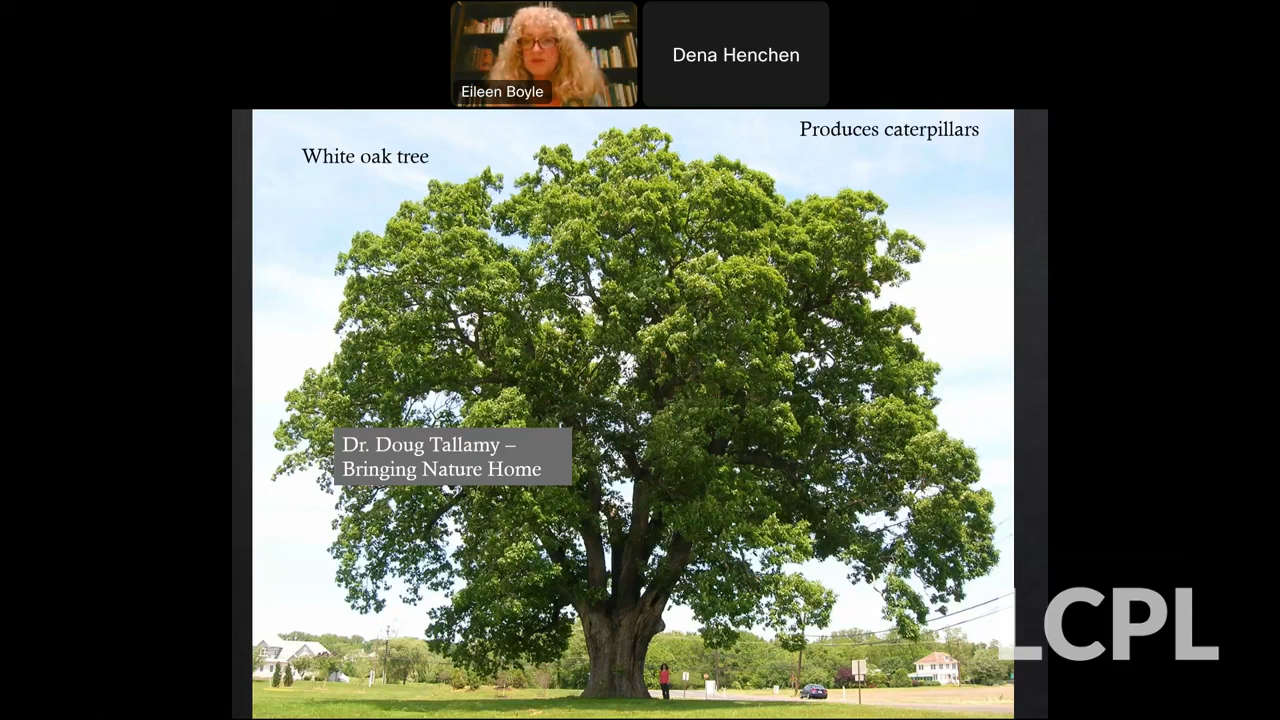 Eileen Boyle
Dena Henchen
Produces caterpillars
White oak tree
Dr. Doug Tallamy –
Bringing Nature Home
LCPL